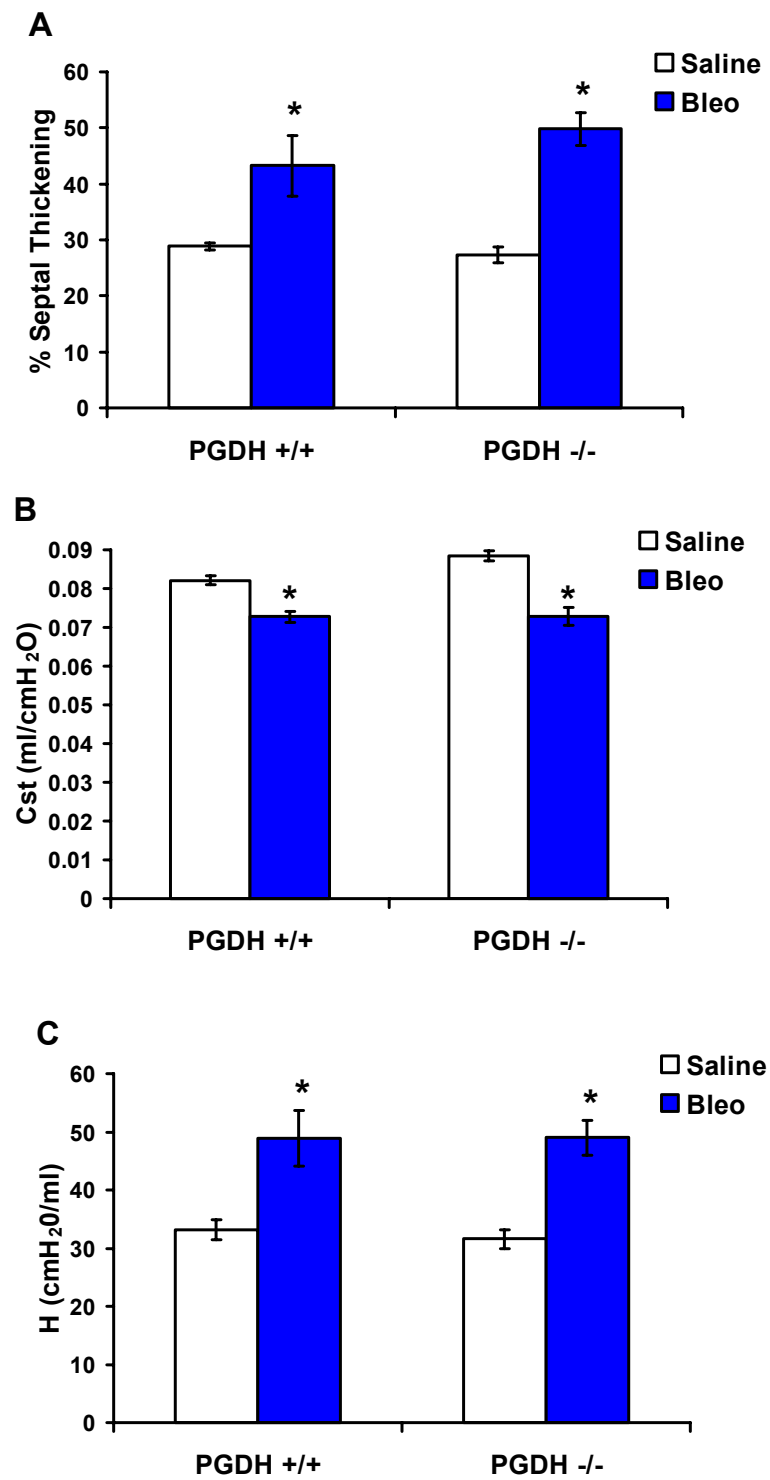 A
Saline
Bleo
60
50
40
30
20
10
0
% Septal Thickening
*
*
PGDH +/+
PGDH -/-
B
Saline
Bleo
0.09
0.08
0.07
0.06
0.05
0.04
0.03
0.02
0.01
0
Cst (ml/cmH₂O)
*
*
PGDH +/+
PGDH -/-
C
Saline
Bleo
60
50
40
30
20
10
0
H (cmH₂0/ml)
*
*
PGDH +/+
PGDH -/-